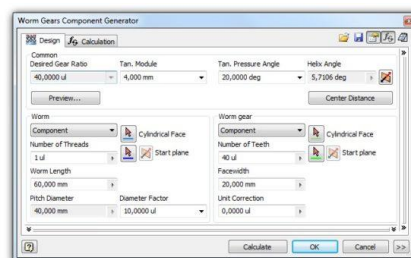 Worm Gears Component Generator
Design Calculation
Common
Desired Gear Ratio Tan. Module Tan. Pressure Angle Helix Angle
40,0000 ul 4,000 mm 20,0000 deg 5,7106 deg
Preview... Center Distance
Worm Worm gear
Component Cylindrical Face Component Cylindrical Face
Number of Threads Start plane Number of Teeth Start plane
1 ul 40 ul
Worm Length Facewidth
60,000 mm 20,000 mm
Pitch Diameter Diameter Factor Unit Correction
40,000 mm 10,0000 ul 0,0000 ul
Calculate OK Cancel >>